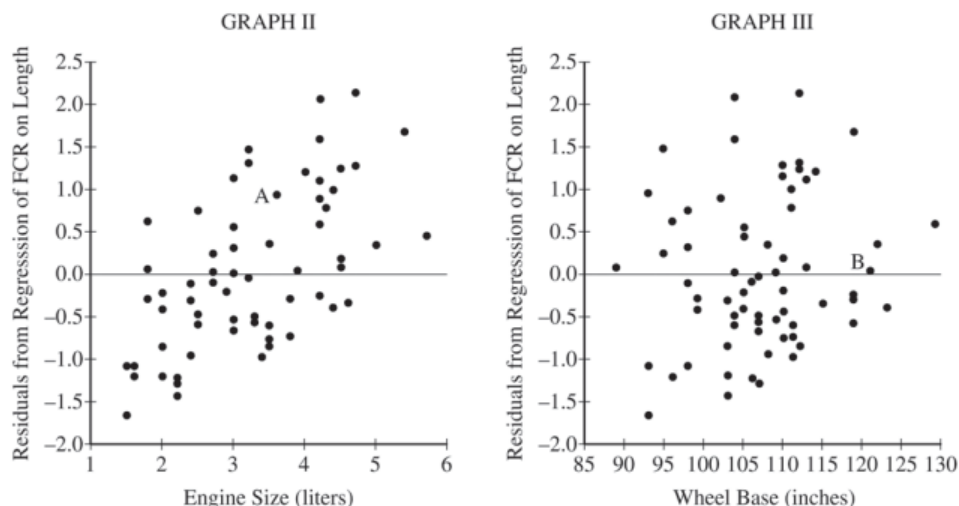 GRAPH II
Residuals from Regresssion of FCR on Length
2.5
2.0
1.5
1.0
0.5
0.0
–0.5
–1.0
–1.5
–2.0
A
1 2 3 4 5 6
Engine Size (liters)
GRAPH III
Residuals from Regresssion of FCR on Length
2.5
2.0
1.5
1.0
0.5
0.0
–0.5
–1.0
–1.5
–2.0
B
85 90 95 100 105 110 115 120 125 130
Wheel Base (inches)